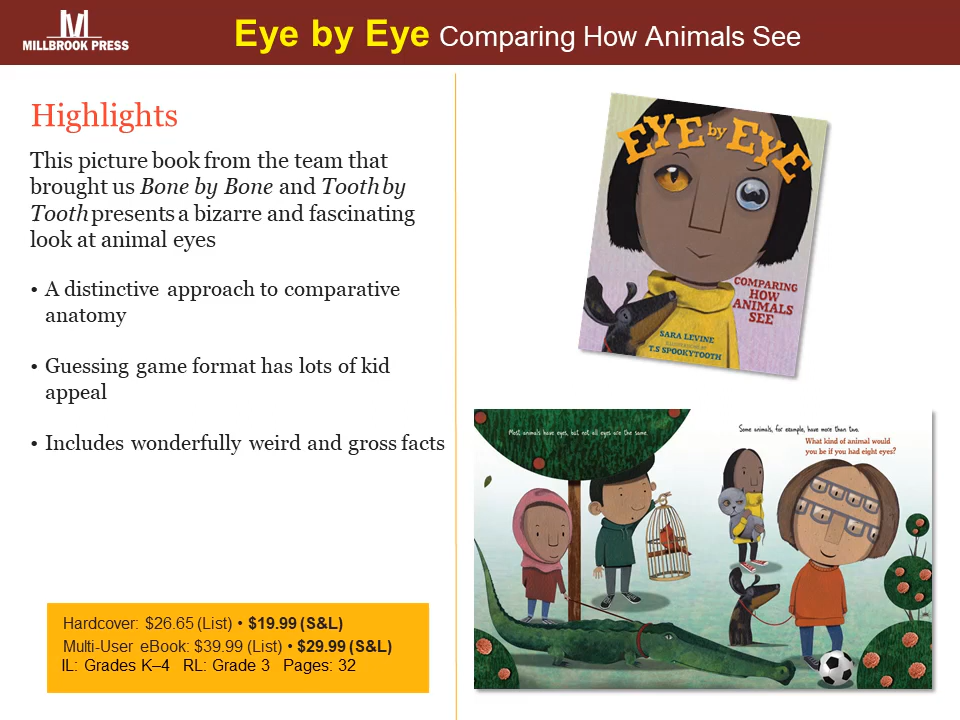 MILLBROOK PRESS
Eye by Eye Comparing How Animals See
Highlights
This picture book from the team that
brought us Bone by Bone and Tooth by
Tooth presents a bizarre and fascinating
look at animal eyes
• A distinctive approach to comparative
anatomy
• Guessing game format has lots of kid
appeal
• Includes wonderfully weird and gross facts
Hardcover: $26.65 (List) • $19.99 (S&L)
Multi-User eBook: $39.99 (List) • $29.99 (S&L)
IL: Grades K–4 RL: Grade 3 Pages: 32
EYE by EYE
COMPARING
HOW
ANIMALS
SEE
SARA LEVINE
T.S SPOOKYTOOTH
Most animals have eyes, but not all eyes are the same.
Some animals, for example, have more than two.
What kind of animal would
you be if you had eight eyes?